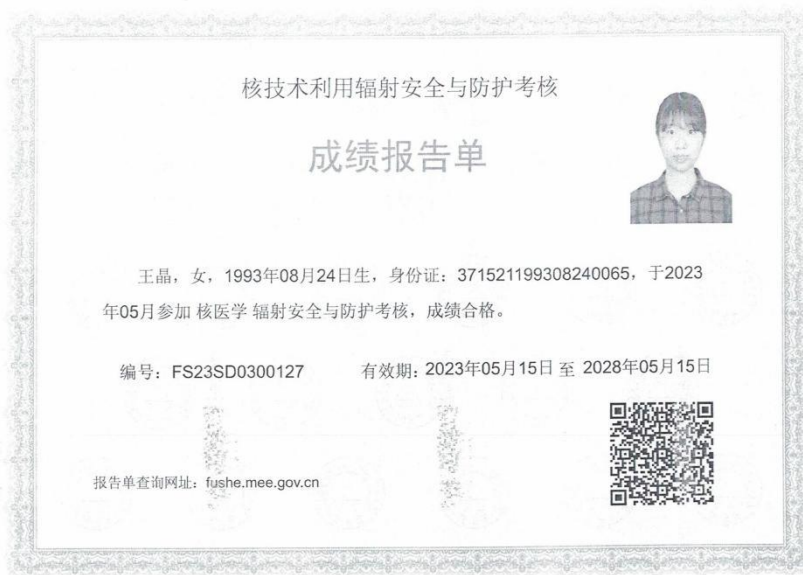 核技术利用辐射安全与防护考核
成绩报告单
王晶，女，1993年08月24日生，身份证：371521199308240065，于2023
年05月参加 核医学 辐射安全与防护考核，成绩合格。
编号：FS23SD0300127 有效期：2023年05月15日 至 2028年05月15日
报告单查询网址：fushe.mee.gov.cn